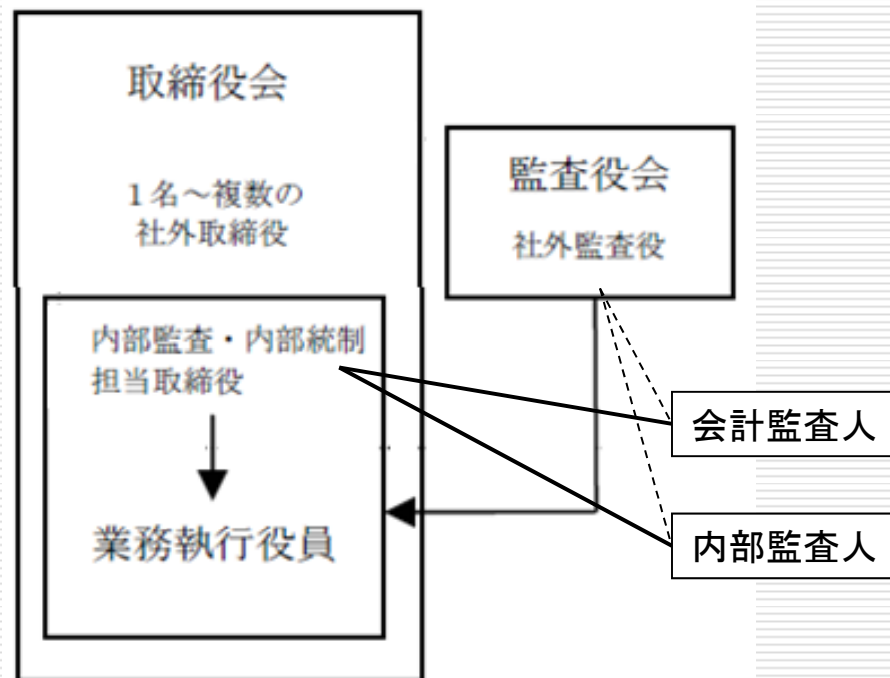 取締役会
1名～複数の
社外取締役
内部監査・内部統制
担当取締役
業務執行役員
監査役会
社外監査役
会計監査人
内部監査人